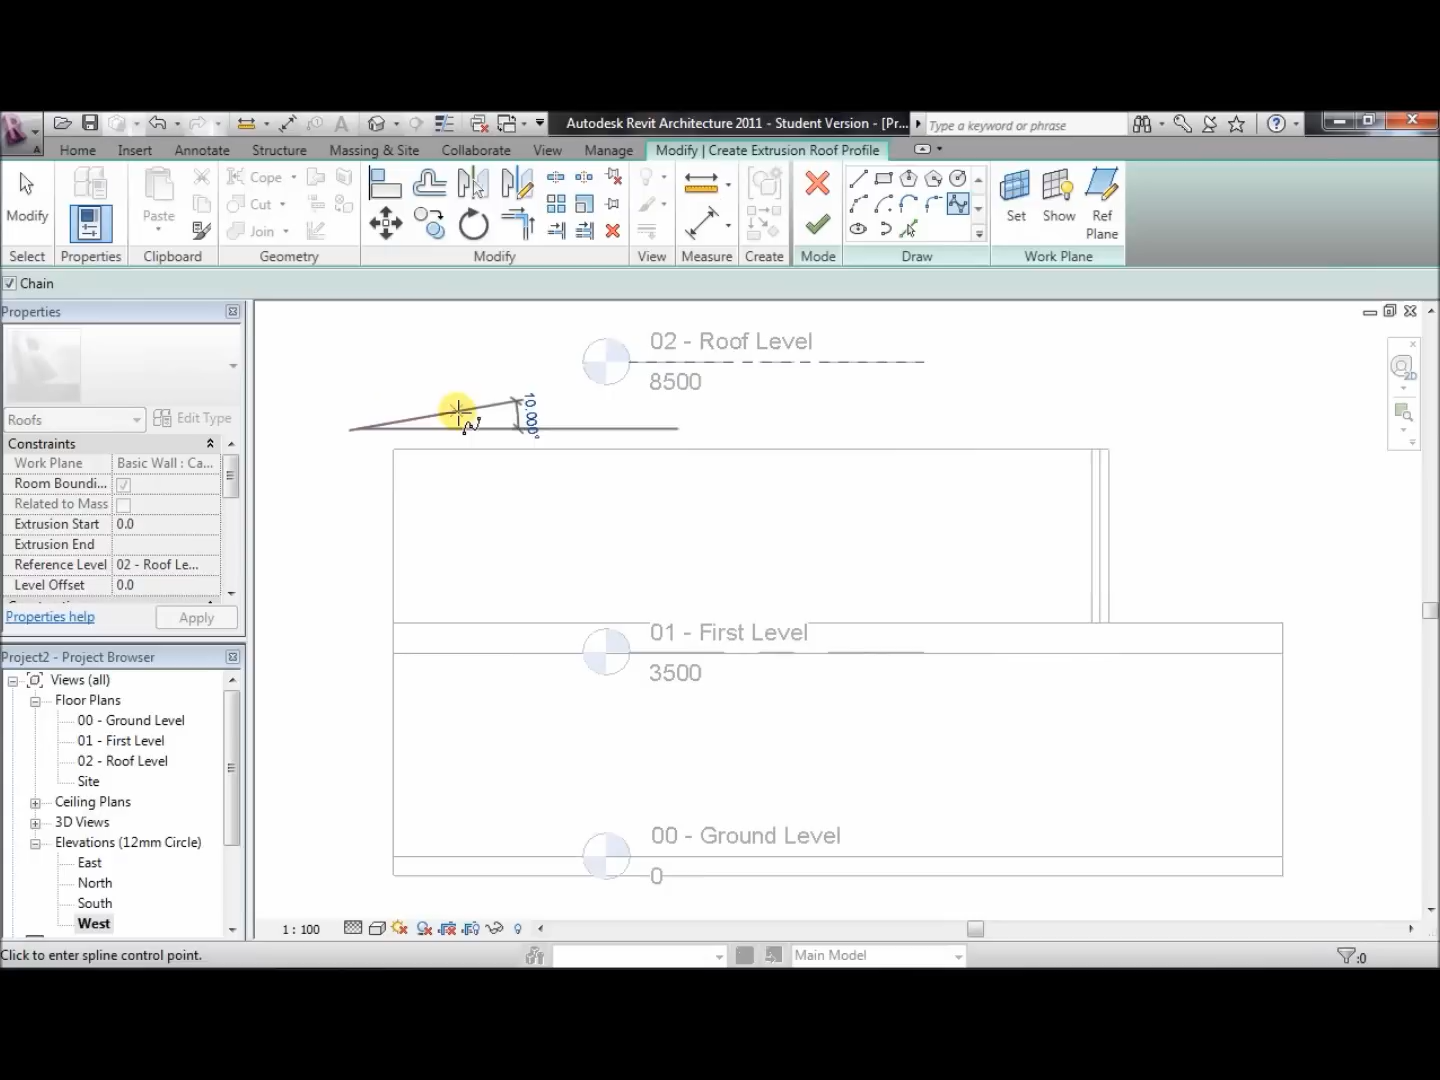 Autodesk Revit Architecture 2011 - Student Version - [Pr...
Type a keyword or phrase
Home Insert Annotate Structure Massing & Site Collaborate View Manage Modify | Create Extrusion Roof Profile
Modify Paste Cope Cut Join Set Show Ref Plane
Select Properties Clipboard Geometry Modify View Measure Create Mode Draw Work Plane
Chain
Properties
Roofs Edit Type
Constraints
Work Plane Basic Wall : Ca...
Room Boundi...
Related to Mass
Extrusion Start 0.0
Extrusion End
Reference Level 02 - Roof Le...
Level Offset 0.0
Properties help Apply
Project2 - Project Browser
Views (all)
Floor Plans
00 - Ground Level
01 - First Level
02 - Roof Level
Site
Ceiling Plans
3D Views
Elevations (12mm Circle)
East
North
South
West
02 - Roof Level
8500
10.000°
01 - First Level
3500
00 - Ground Level
0
2D
1 : 100
Click to enter spline control point.
Main Model
:0